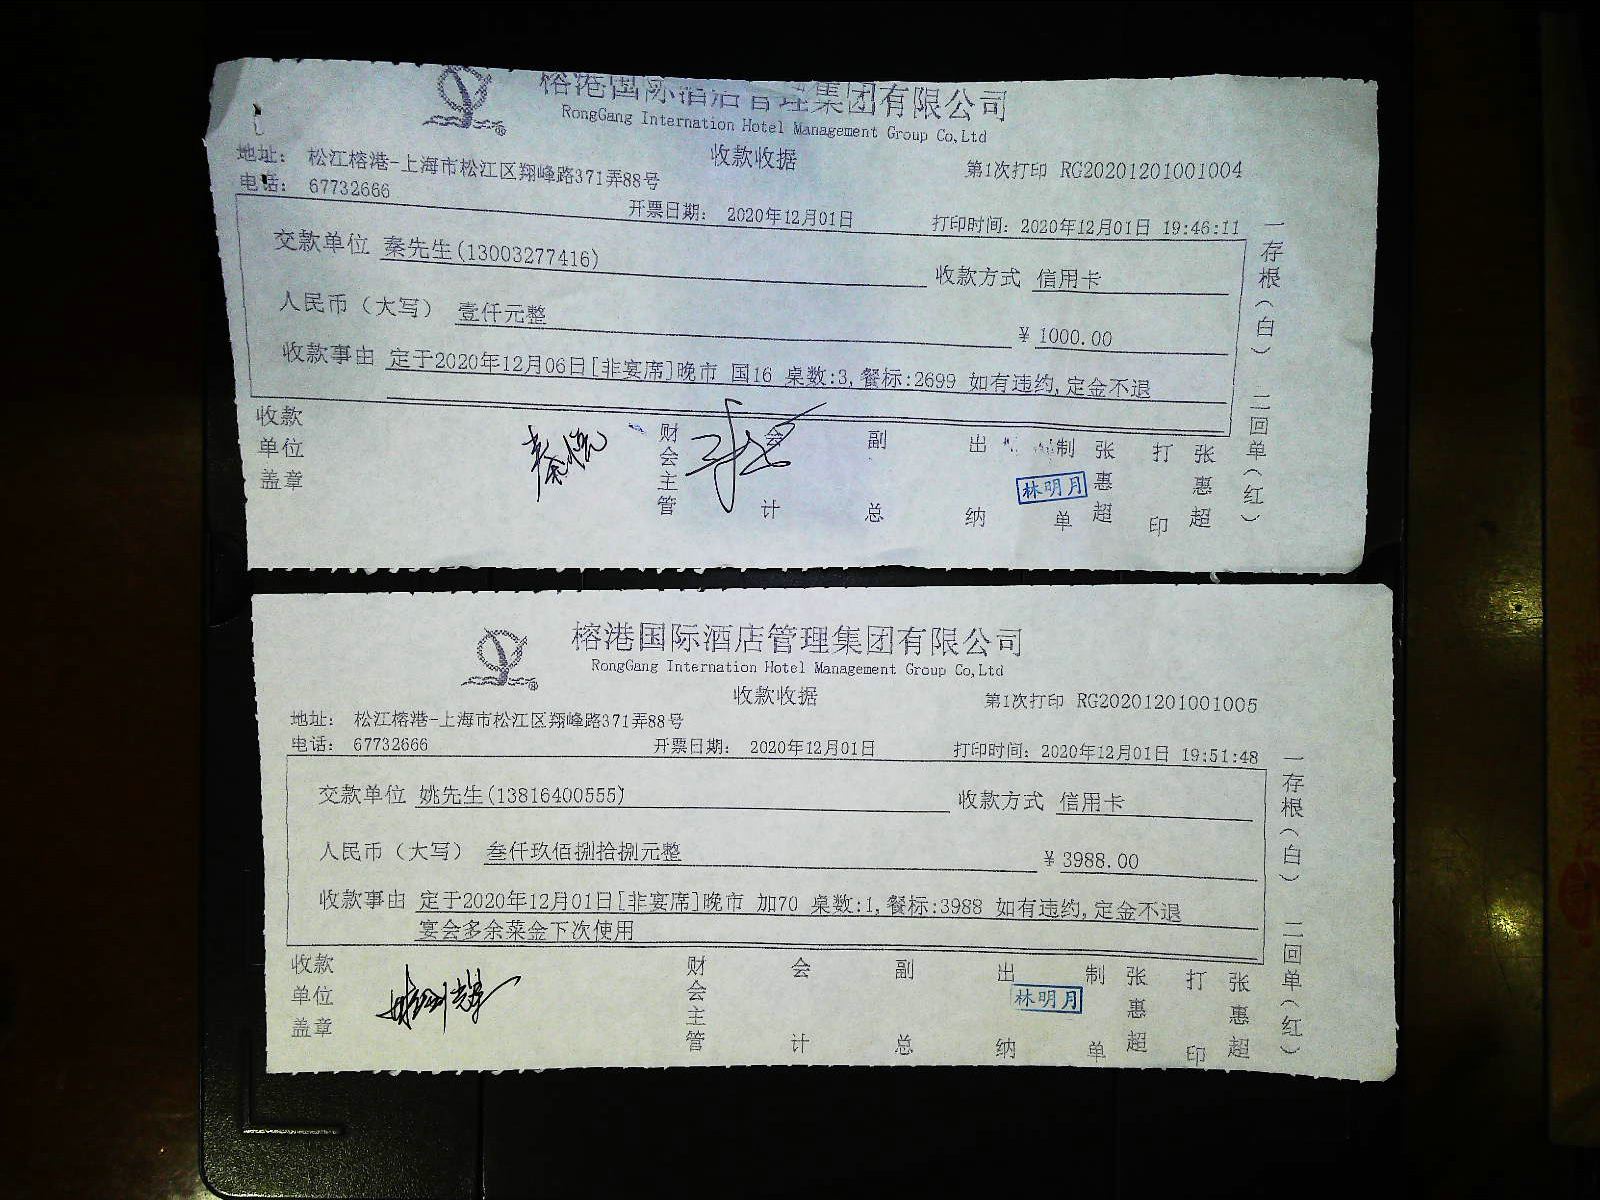 榕港国际酒店管理集团有限公司
RongGang Internation Hotel Management Group Co,Ltd
收款收据
第1次打印 RG20201201001004
地址： 松江榕港-上海市松江区翔峰路371弄88号
电话： 67732666
开票日期： 2020年12月01日
打印时间：2020年12月01日 19:46:11
交款单位 秦先生(13003277416)
收款方式 信用卡
人民币（大写） 壹仟元整
¥ 1000.00
收款事由 定于2020年12月06日[非宴席]晚市 国16 桌数:3,餐标:2699 如有违约,定金不退
收款单位盖章
财会主管
会计
副总
出纳
林明月
制单 张惠超
打印 张惠超
一存根（白） 二回单（红）
榕港国际酒店管理集团有限公司
RongGang Internation Hotel Management Group Co,Ltd
收款收据
第1次打印 RG20201201001005
地址： 松江榕港-上海市松江区翔峰路371弄88号
电话： 67732666
开票日期： 2020年12月01日
打印时间：2020年12月01日 19:51:48
交款单位 姚先生(13816400555)
收款方式 信用卡
人民币（大写） 叁仟玖佰捌拾捌元整
¥ 3988.00
收款事由 定于2020年12月01日[非宴席]晚市 加70 桌数:1,餐标:3988 如有违约,定金不退
宴会多余菜金下次使用
收款单位盖章
财会主管
会计
副总
出纳
林明月
制单 张惠超
打印 张惠超
一存根（白） 二回单（红）